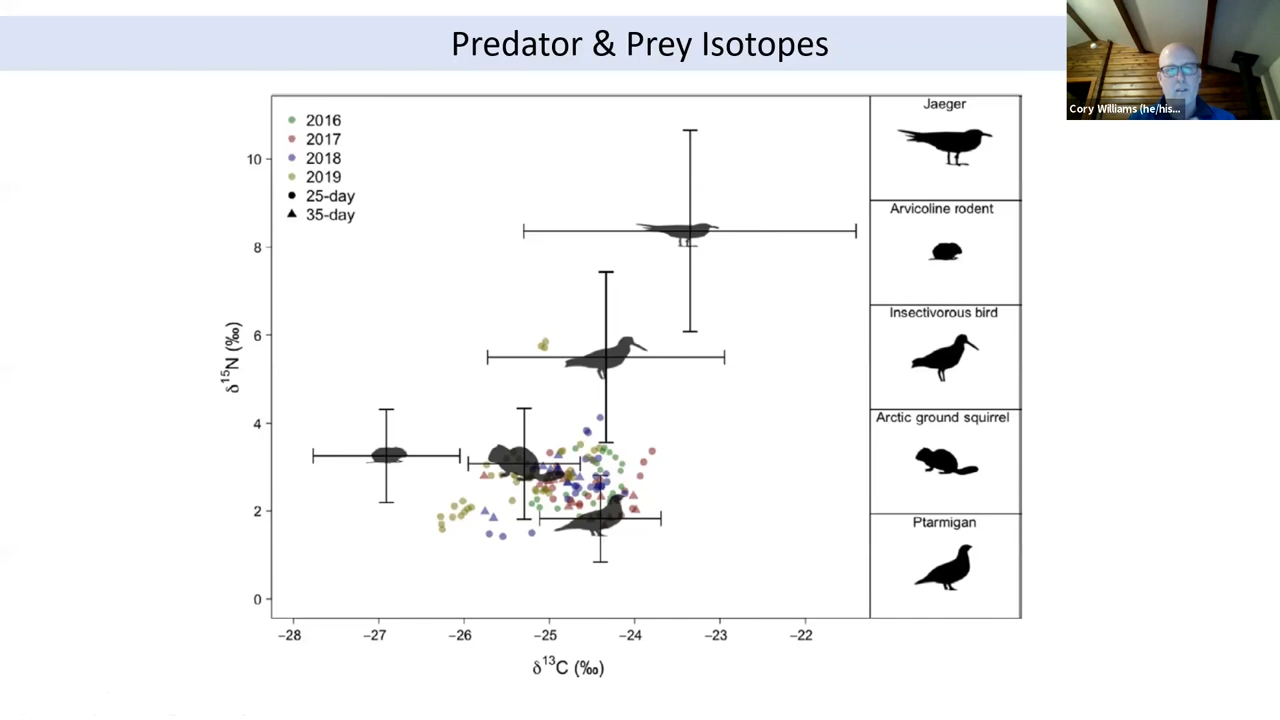 Predator & Prey Isotopes
Cory Williams (he/his...
2016
2017
2018
2019
25-day
35-day
10
8
6
4
2
0
δ¹⁵N (‰)
−28
−27
−26
−25
−24
−23
−22
δ¹³C (‰)
Jaeger
Arvicoline rodent
Insectivorous bird
Arctic ground squirrel
Ptarmigan